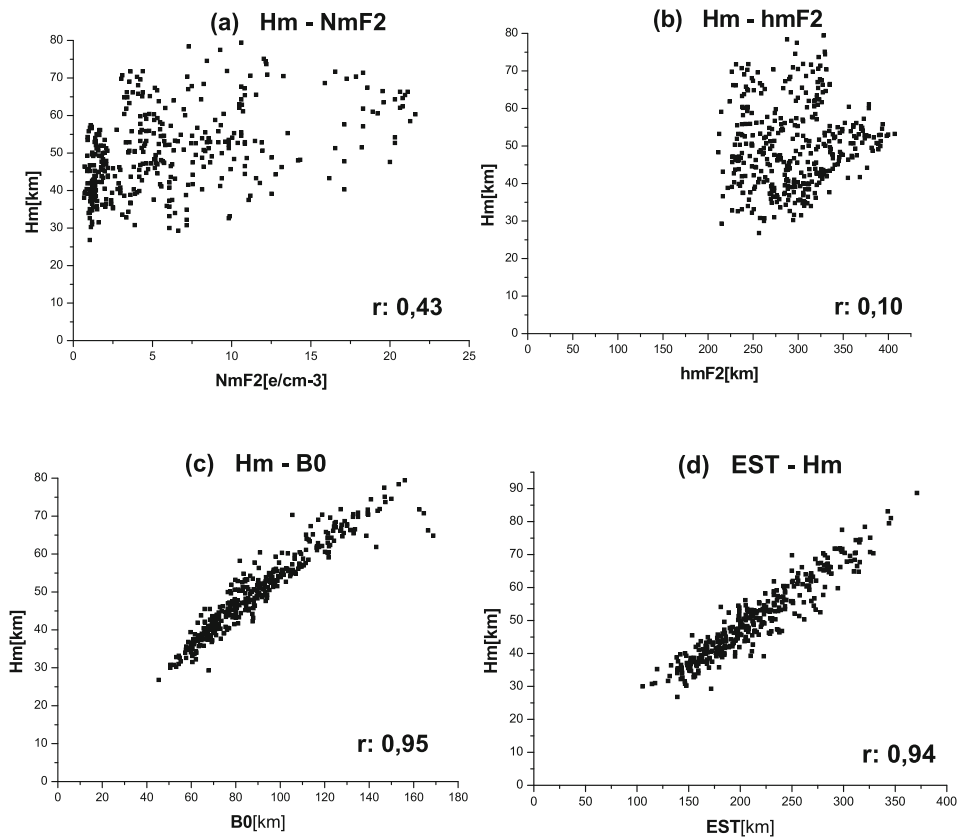 (a) Hm - NmF2
80
70
60
50
40
30
20
10
0
Hm[km]
r: 0,43
0 5 10 15 20 25
NmF2[e/cm-3]
(b) Hm - hmF2
80
70
60
50
40
30
20
10
0
Hm[km]
r: 0,10
0 50 100 150 200 250 300 350 400
hmF2[km]
(c) Hm - B0
80
70
60
50
40
30
20
10
0
Hm[km]
r: 0,95
0 20 40 60 80 100 120 140 160 180
B0[km]
(d) EST - Hm
90
80
70
60
50
40
30
20
10
0
Hm[km]
r: 0,94
0 50 100 150 200 250 300 350 400
EST[km]